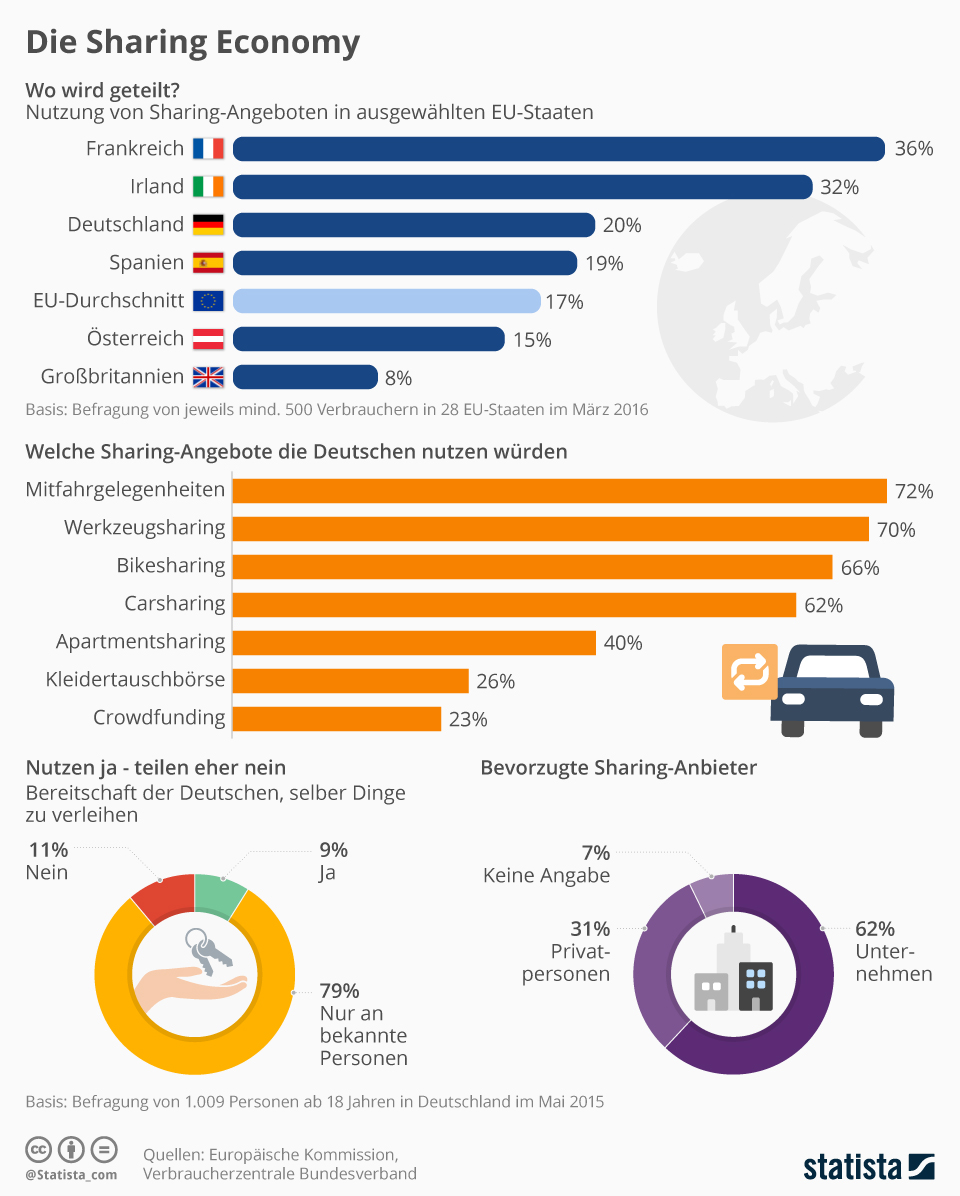 Die Sharing Economy
Wo wird geteilt?
Nutzung von Sharing-Angeboten in ausgewählten EU-Staaten
Frankreich 36%
Irland 32%
Deutschland 20%
Spanien 19%
EU-Durchschnitt 17%
Österreich 15%
Großbritannien 8%
Basis: Befragung von jeweils mind. 500 Verbrauchern in 28 EU-Staaten im März 2016
Welche Sharing-Angebote die Deutschen nutzen würden
Mitfahrgelegenheiten 72%
Werkzeugsharing 70%
Bikesharing 66%
Carsharing 62%
Apartmentsharing 40%
Kleidertauschbörse 26%
Crowdfunding 23%
Nutzen ja - teilen eher nein
Bereitschaft der Deutschen, selber Dinge
zu verleihen
11%
Nein
9%
Ja
79%
Nur an
bekannte
Personen
Bevorzugte Sharing-Anbieter
7%
Keine Angabe
31%
Privat-
personen
62%
Unter-
nehmen
Basis: Befragung von 1.009 Personen ab 18 Jahren in Deutschland im Mai 2015
cc
@Statista_com
Quellen: Europäische Kommission,
Verbraucherzentrale Bundesverband
statista